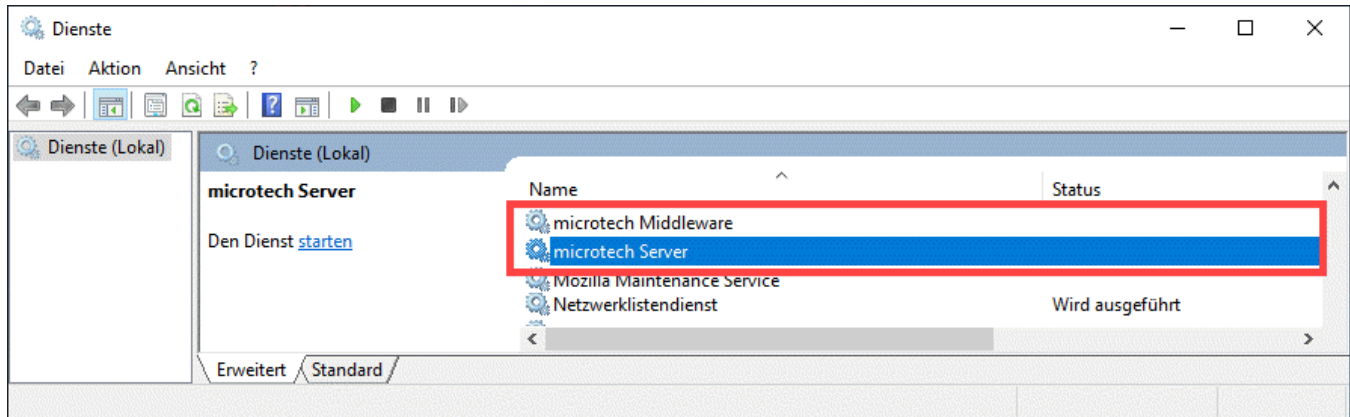 Dienste
Datei Aktion Ansicht ?
Dienste (Lokal)
Dienste (Lokal)
microtech Server
Den Dienst starten
Name Status
microtech Middleware
microtech Server
Mozilla Maintenance Service
Netzwerklistendienst Wird ausgeführt
Erweitert Standard